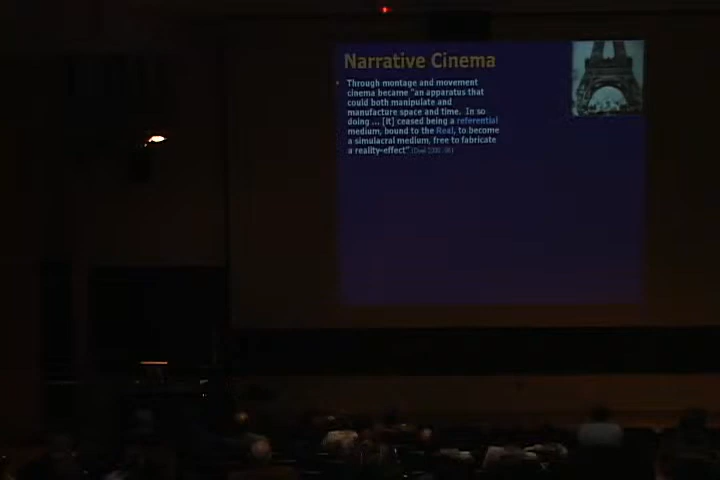 Narrative Cinema
• Through montage and movement
cinema became "an apparatus that
could both manipulate and
manufacture space and time. In so
doing ... [it] ceased being a referential
medium, bound to the Real, to become
a simulacral medium, free to fabricate
a reality-effect"